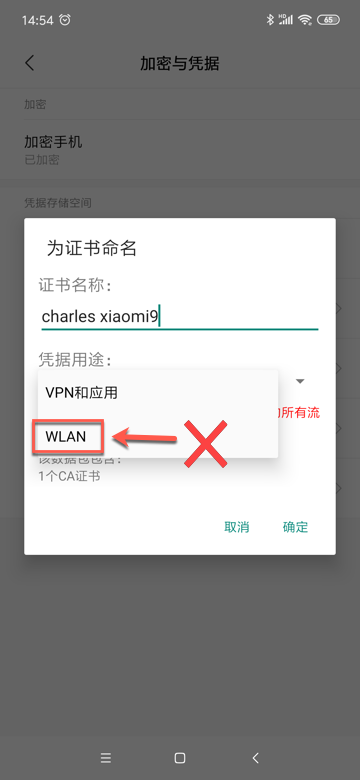 14:54
HD
65
加密与凭据
加密
加密手机
已加密
凭据存储空间
为证书命名
证书名称：
charles xiaomi9
凭据用途：
VPN和应用
的所有流
WLAN
该数据包包含：
1个CA证书
取消
确定